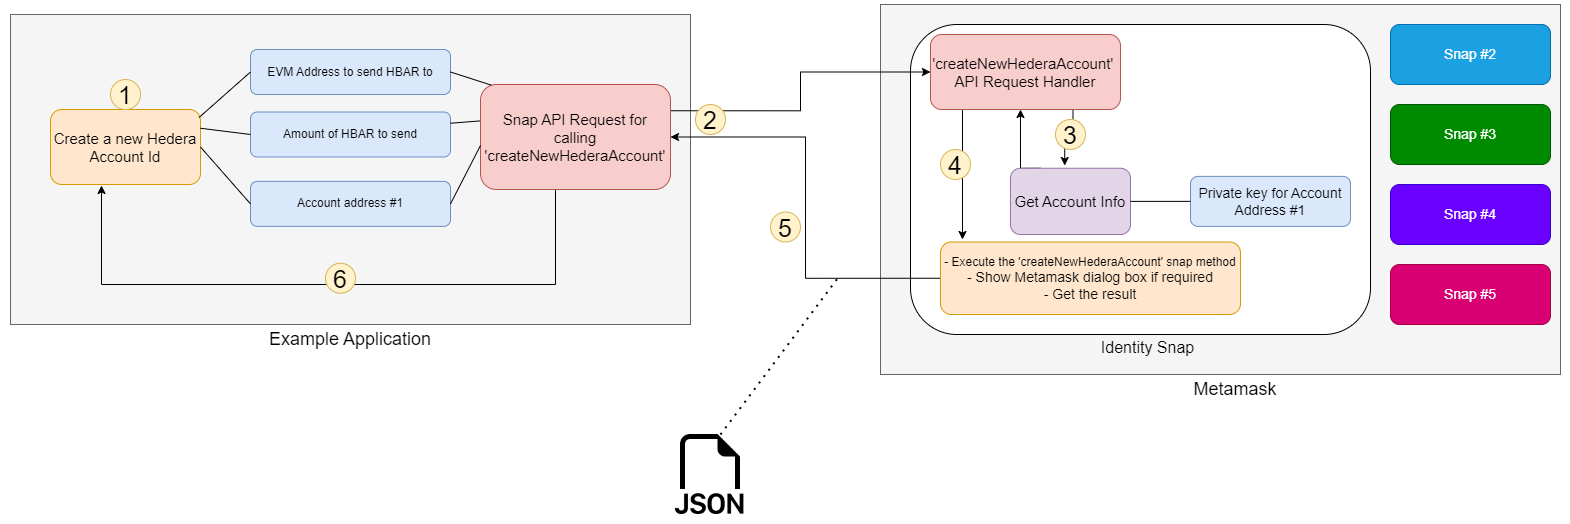 1
Create a new Hedera
Account Id
EVM Address to send HBAR to
Amount of HBAR to send
Account address #1
Snap API Request for
calling
'createNewHederaAccount'
6
Example Application
2
5
'createNewHederaAccount'
API Request Handler
3
4
Get Account Info
Private key for Account
Address #1
- Execute the 'createNewHederaAccount' snap method
- Show Metamask dialog box if required
- Get the result
Identity Snap
Snap #2
Snap #3
Snap #4
Snap #5
Metamask
JSON